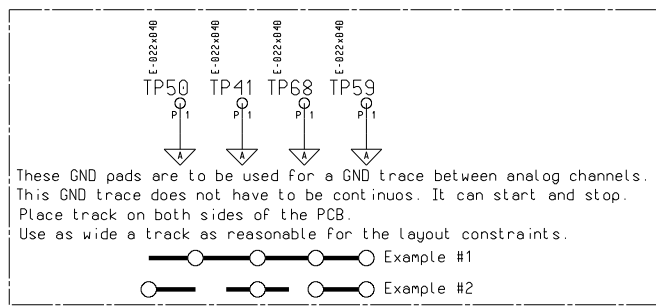 E-022x040 E-022x040 E-022x040 E-022x040
TP50 TP41 TP68 TP59
P 1 P 1 P 1 P 1
A A A A
These GND pads are to be used for a GND trace between analog channels.
This GND trace does not have to be continuos. It can start and stop.
Place track on both sides of the PCB.
Use as wide a track as reasonable for the layout constraints.
Example #1
Example #2